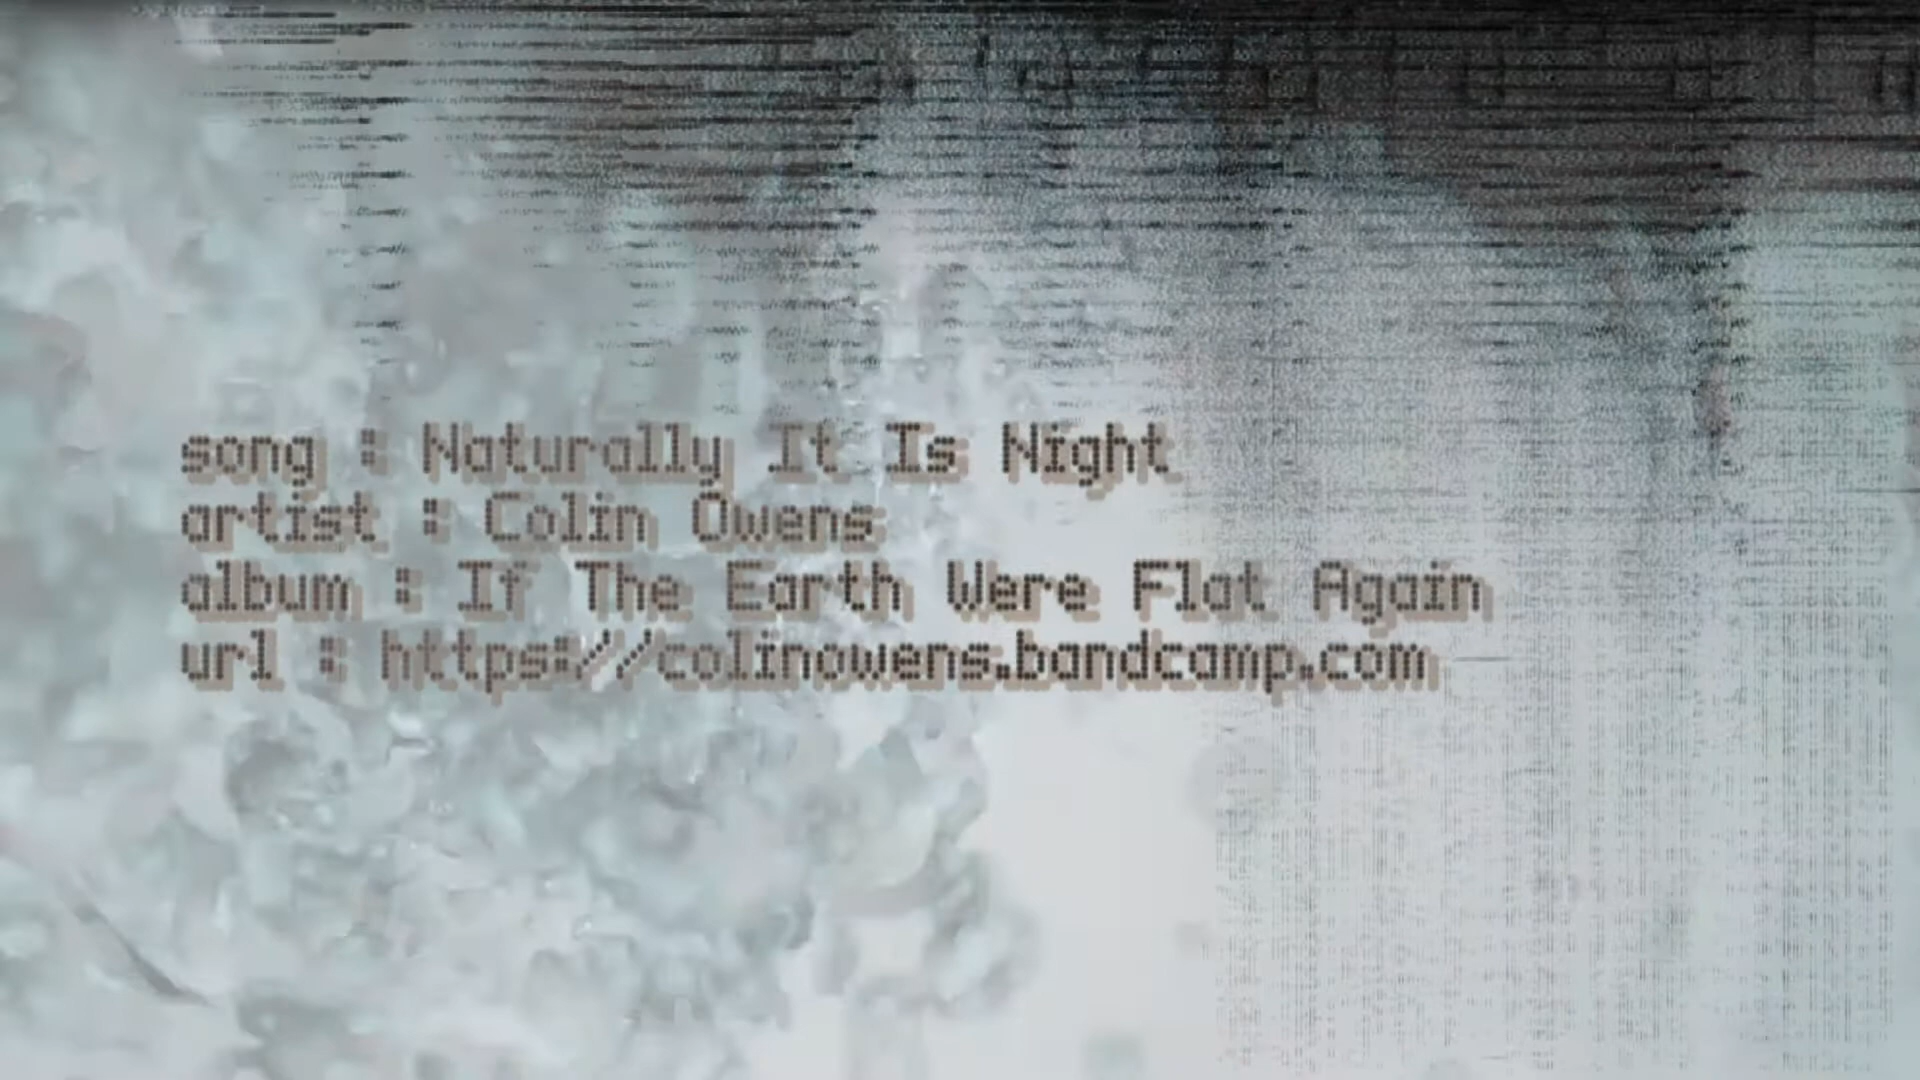 song : Naturally It Is Night
artist : Colin Owens
album : If The Earth Were Flat Again
url : https://colinowens.bandcamp.com